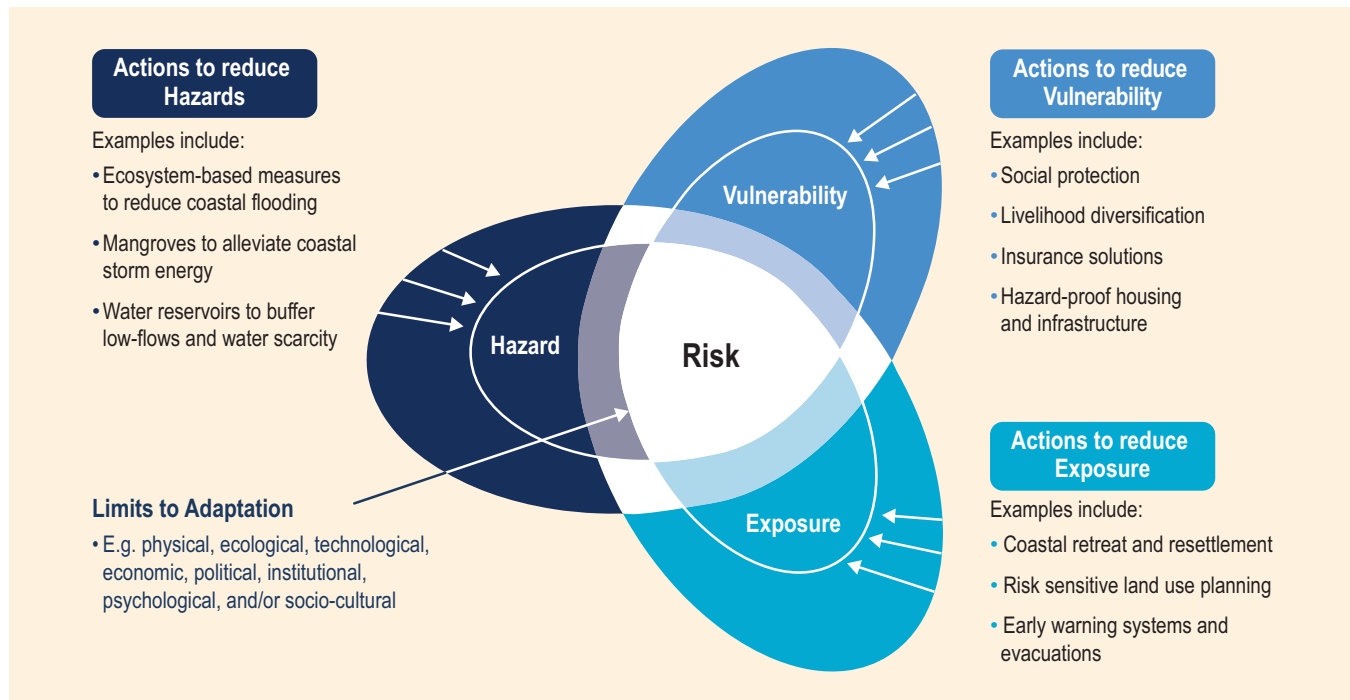 Actions to reduce
Hazards
Examples include:
• Ecosystem-based measures
to reduce coastal flooding
• Mangroves to alleviate coastal
storm energy
• Water reservoirs to buffer
low-flows and water scarcity
Limits to Adaptation
• E.g. physical, ecological, technological,
economic, political, institutional,
psychological, and/or socio-cultural
Vulnerability
Hazard
Risk
Exposure
Actions to reduce
Vulnerability
Examples include:
• Social protection
• Livelihood diversification
• Insurance solutions
• Hazard-proof housing
and infrastructure
Actions to reduce
Exposure
Examples include:
• Coastal retreat and resettlement
• Risk sensitive land use planning
• Early warning systems and
evacuations